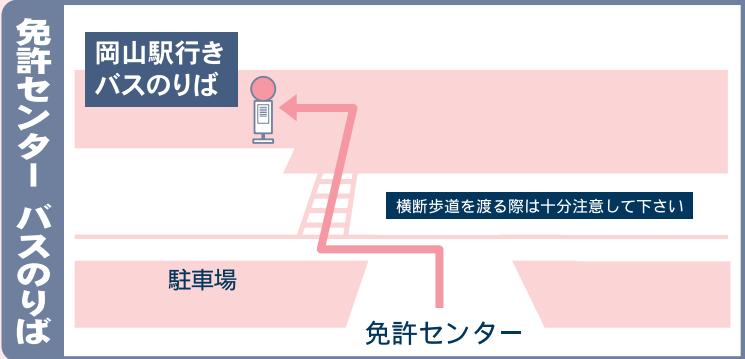 免許センター バスのりば
岡山駅行き
バスのりば
横断歩道を渡る際は十分注意して下さい
駐車場
免許センター